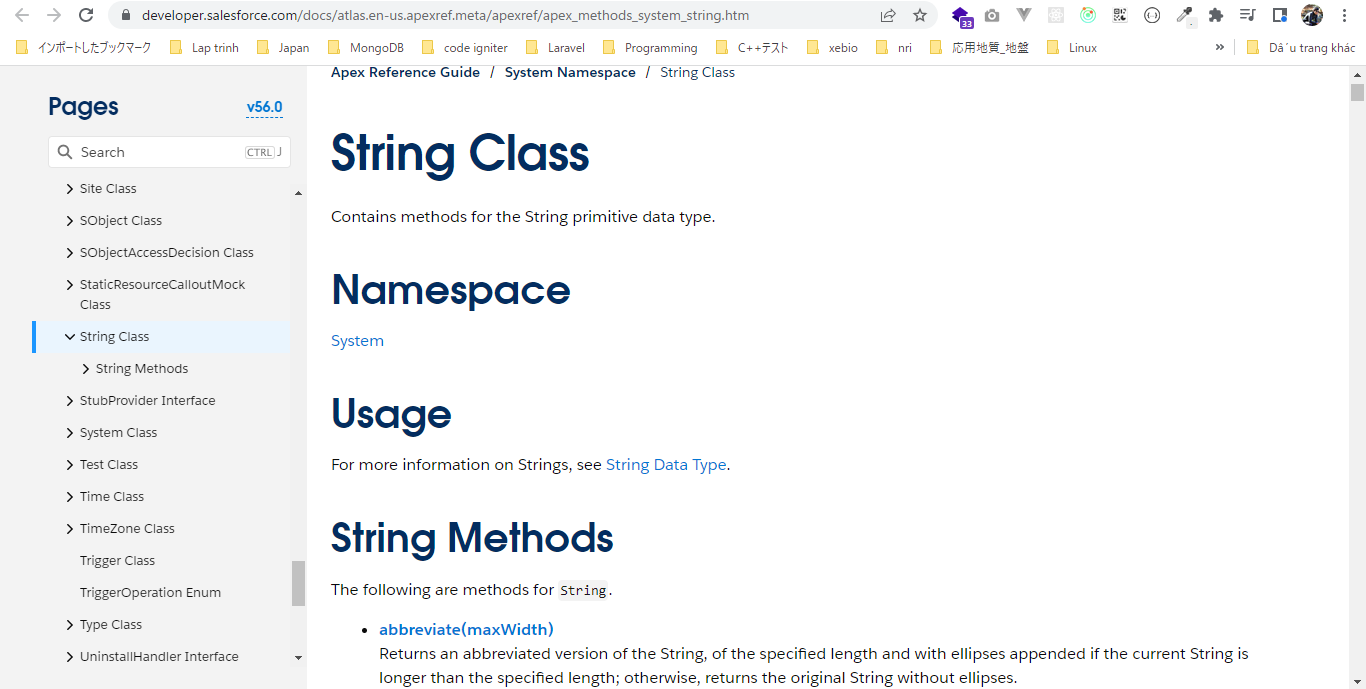 developer.salesforce.com/docs/atlas.en-us.apexref.meta/apexref/apex_methods_system_string.htm
33
インポートしたブックマーク Lap trinh Japan MongoDB code igniter Laravel Programming C++テスト xebio nri 応用地質_地盤 Linux » Dấu trang khác
Pages
v56.0
Search CTRL J
Site Class
SObject Class
SObjectAccessDecision Class
StaticResourceCalloutMock
Class
String Class
String Methods
StubProvider Interface
System Class
Test Class
Time Class
TimeZone Class
Trigger Class
TriggerOperation Enum
Type Class
UninstallHandler Interface
Apex Reference Guide / System Namespace / String Class
String Class
Contains methods for the String primitive data type.
Namespace
System
Usage
For more information on Strings, see String Data Type.
String Methods
The following are methods for String.
• abbreviate(maxWidth)
Returns an abbreviated version of the String, of the specified length and with ellipses appended if the current String is
longer than the specified length; otherwise, returns the original String without ellipses.